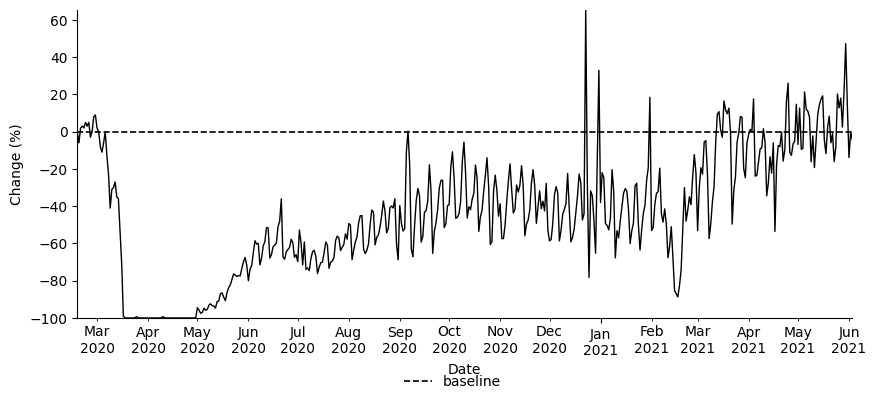 Change (%)
60
40
20
0
−20
−40
−60
−80
−100
Mar Apr May Jun Jul Aug Sep Oct Nov Dec Jan Feb Mar Apr May Jun
2020 2020 2020 2020 2020 2020 2020 2020 2020 2020 2021 2021 2021 2021 2021 2021
Date
baseline